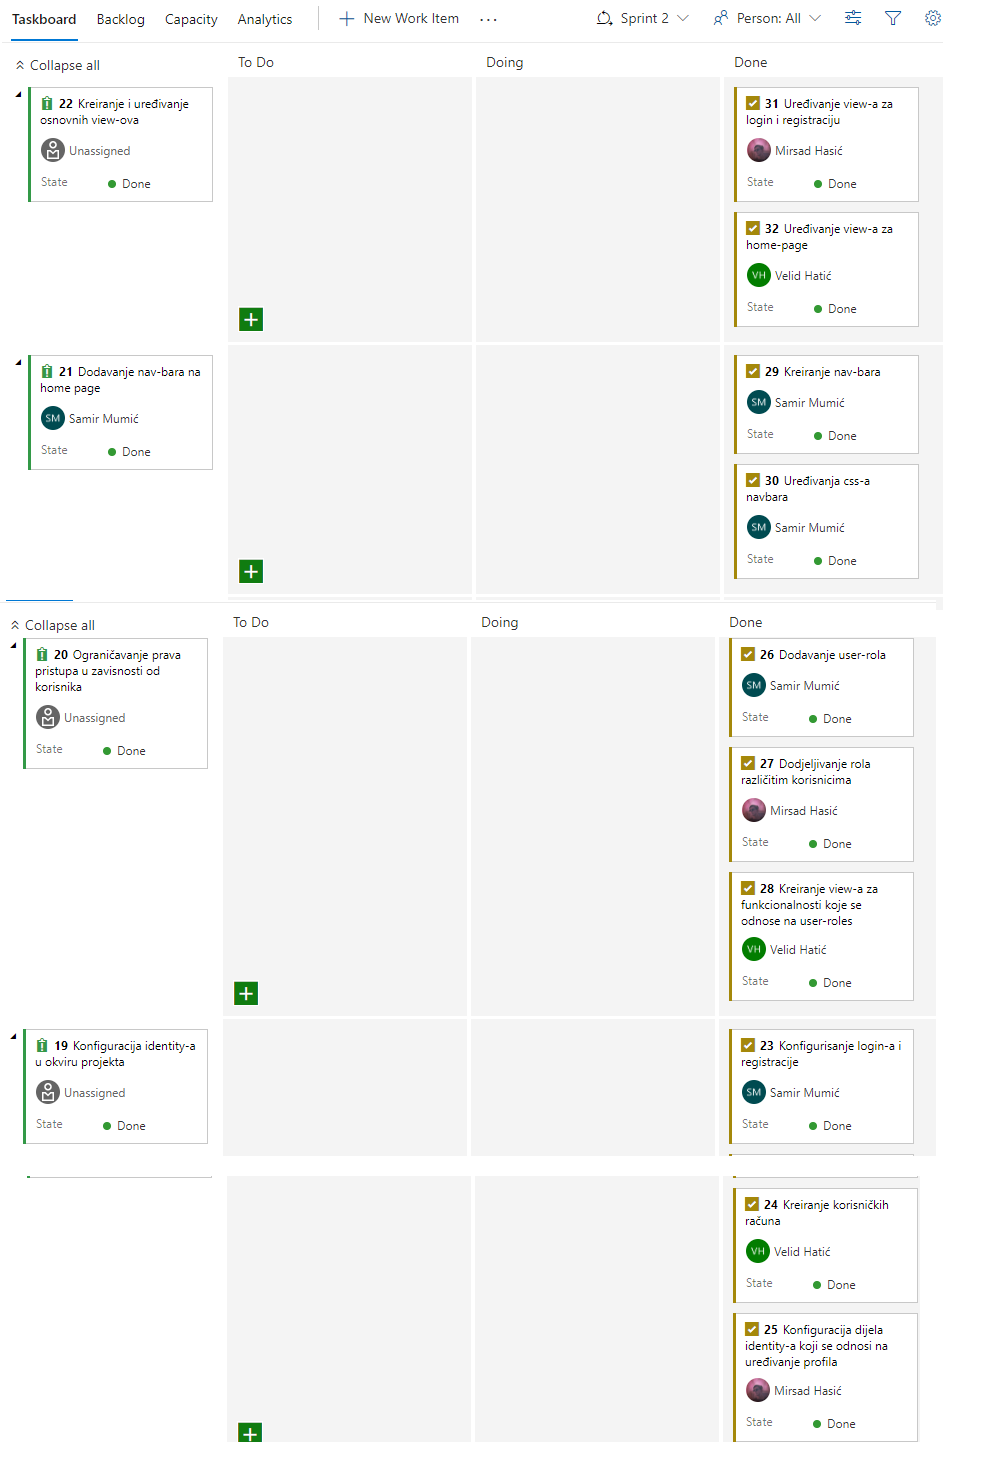 Taskboard Backlog Capacity Analytics New Work Item ... Sprint 2 Person: All
Collapse all To Do Doing Done
22 Kreiranje i uređivanje
osnovnih view-ova
Unassigned
State Done
31 Uređivanje view-a za
login i registraciju
Mirsad Hasić
State Done
32 Uređivanje view-a za
home-page
VH Velid Hatić
State Done
21 Dodavanje nav-bara na
home page
SM Samir Mumić
State Done
29 Kreiranje nav-bara
SM Samir Mumić
State Done
30 Uređivanja css-a
navbara
SM Samir Mumić
State Done
Collapse all To Do Doing Done
20 Ograničavanje prava
pristupa u zavisnosti od
korisnika
Unassigned
State Done
26 Dodavanje user-rola
SM Samir Mumić
State Done
27 Dodjeljivanje rola
različitim korisnicima
Mirsad Hasić
State Done
28 Kreiranje view-a za
funkcionalnosti koje se
odnose na user-roles
VH Velid Hatić
State Done
19 Konfiguracija identity-a
u okviru projekta
Unassigned
State Done
23 Konfigurisanje login-a i
registracije
SM Samir Mumić
State Done
24 Kreiranje korisničkih
računa
VH Velid Hatić
State Done
25 Konfiguracija dijela
identity-a koji se odnosi na
uređivanje profila
Mirsad Hasić
State Done